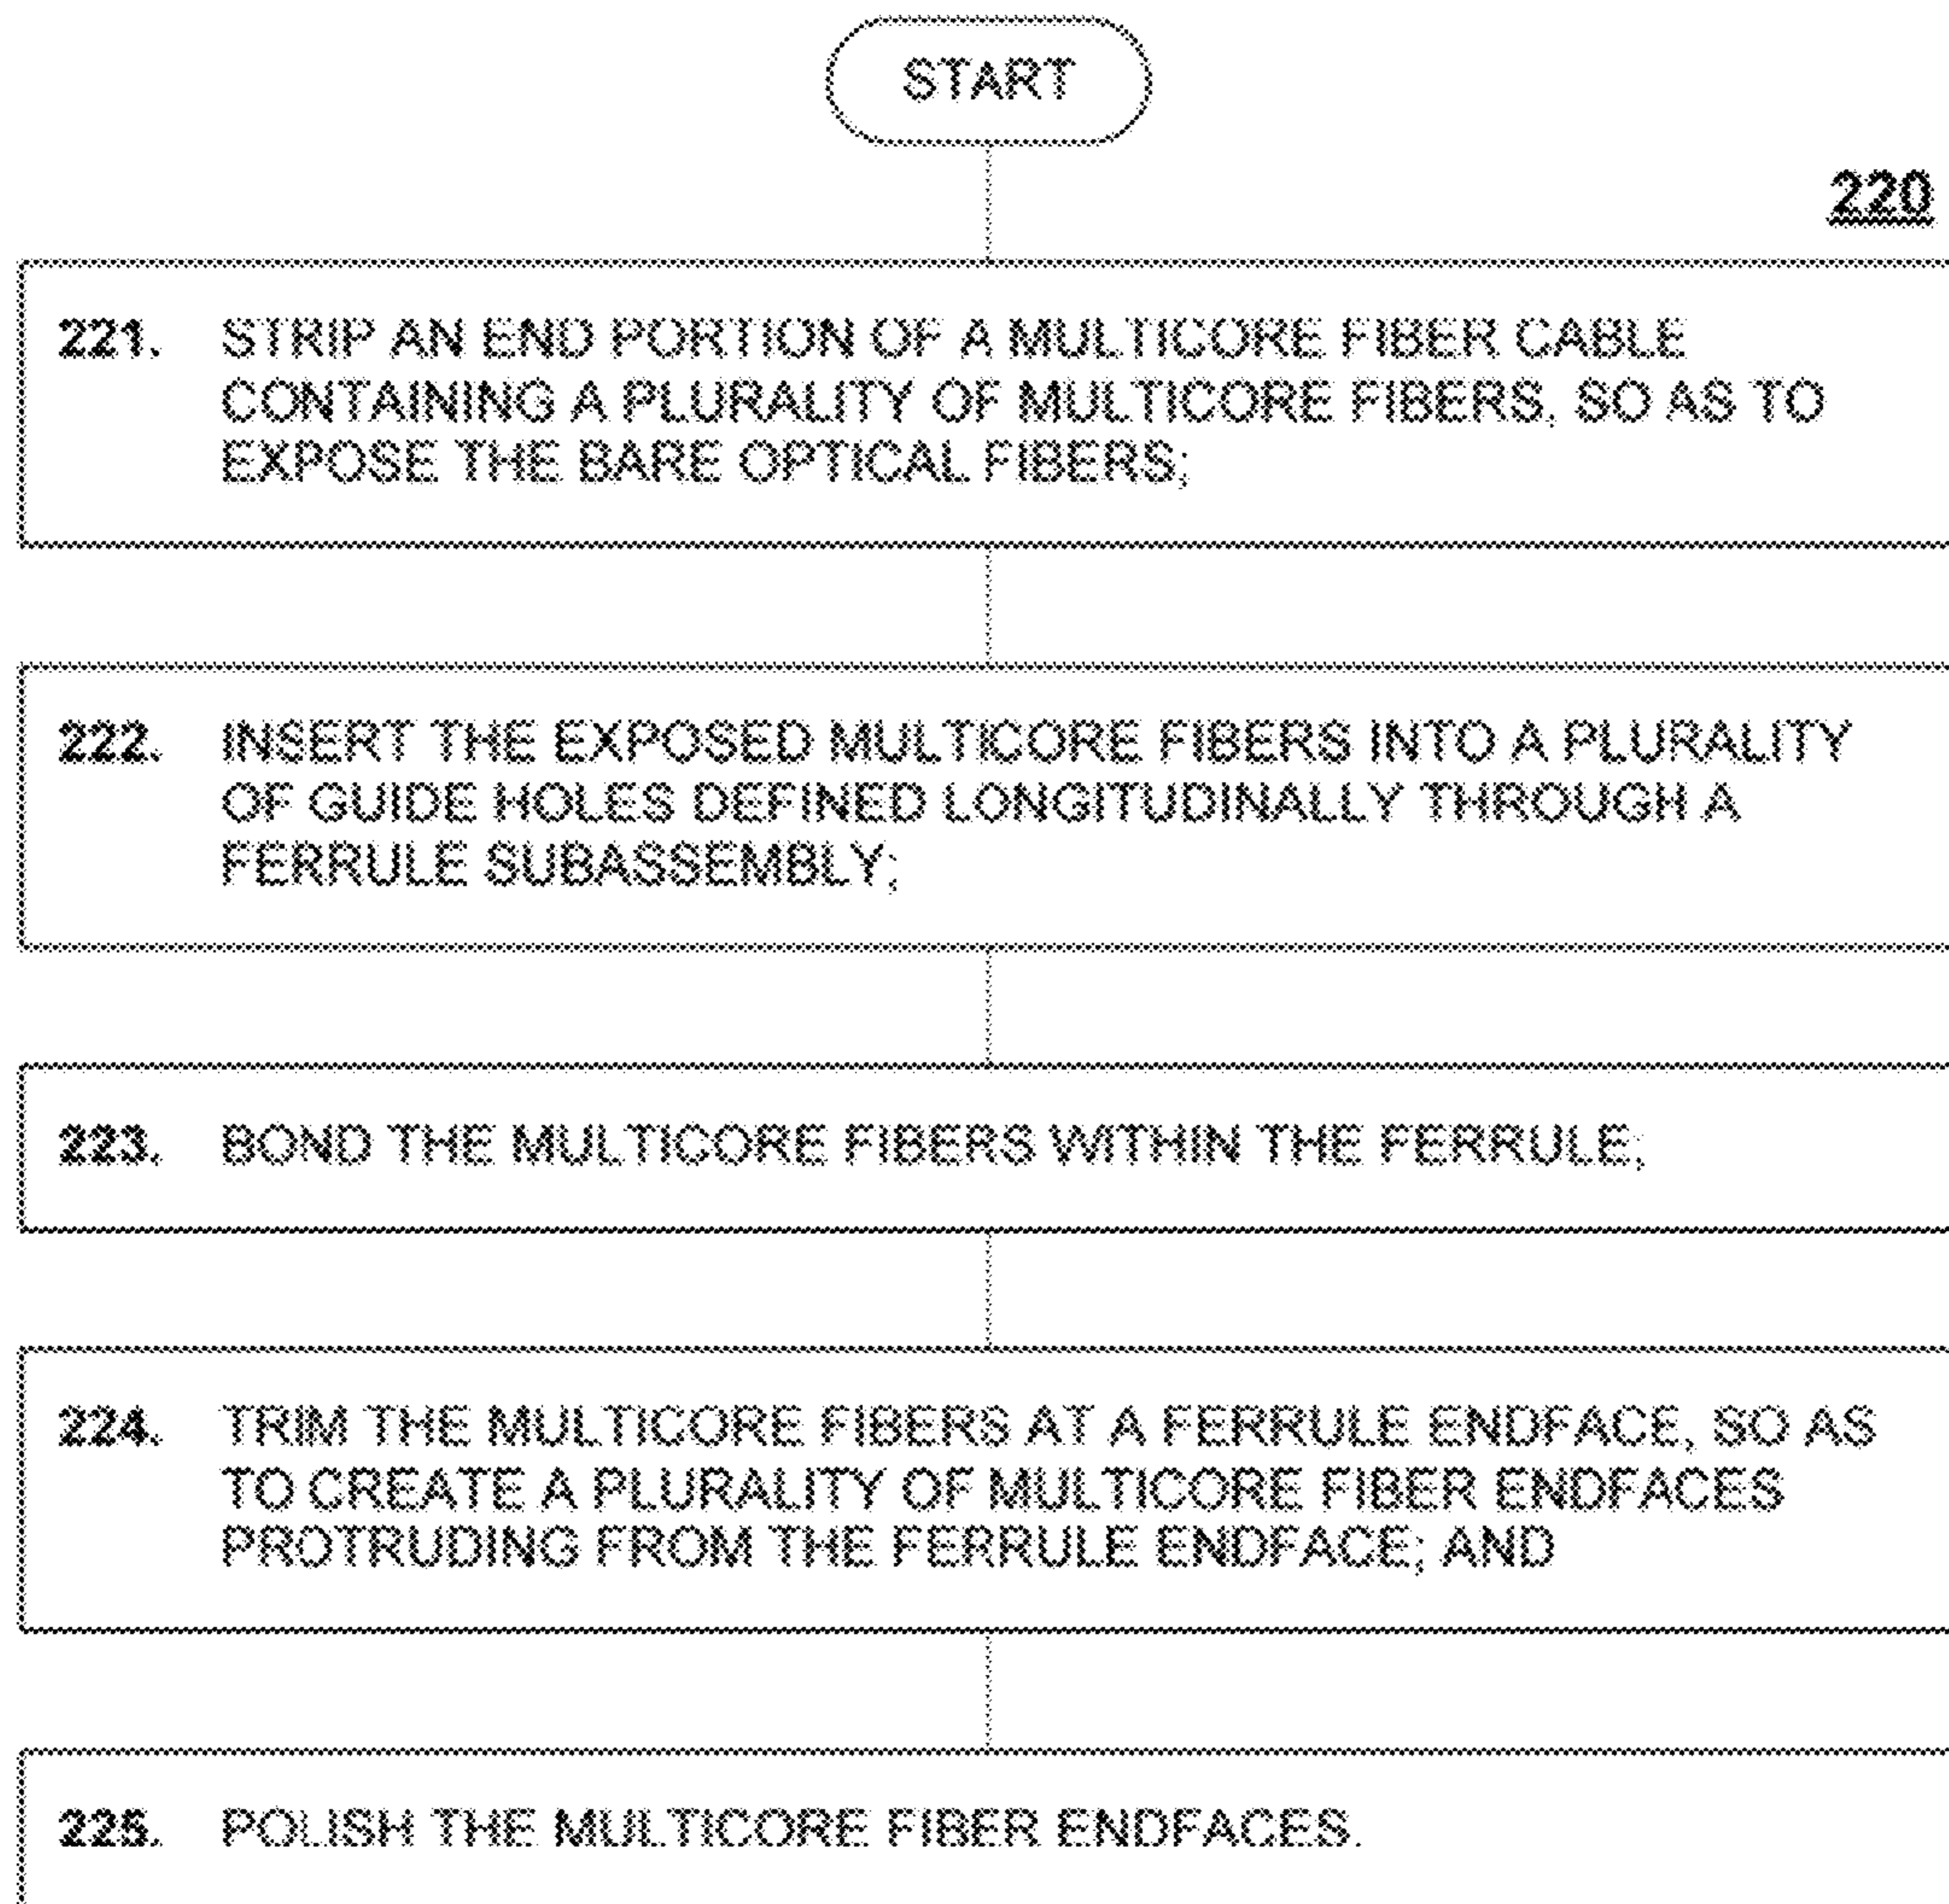 START
220
221. STRIP AN END PORTION OF A MULTICORE FIBER CABLE
CONTAINING A PLURALITY OF MULTICORE FIBERS, SO AS TO
EXPOSE THE BARE OPTICAL FIBERS;
222. INSERT THE EXPOSED MULTICORE FIBERS INTO A PLURALITY
OF GUIDE HOLES DEFINED LONGITUDINALLY THROUGH A
FERRULE SUBASSEMBLY;
223. BOND THE MULTICORE FIBERS WITHIN THE FERRULE;
224. TRIM THE MULTICORE FIBERS AT A FERRULE ENDFACE, SO AS
TO CREATE A PLURALITY OF MULTICORE FIBER ENDFACES
PROTRUDING FROM THE FERRULE ENDFACE; AND
225. POLISH THE MULTICORE FIBER ENDFACES.